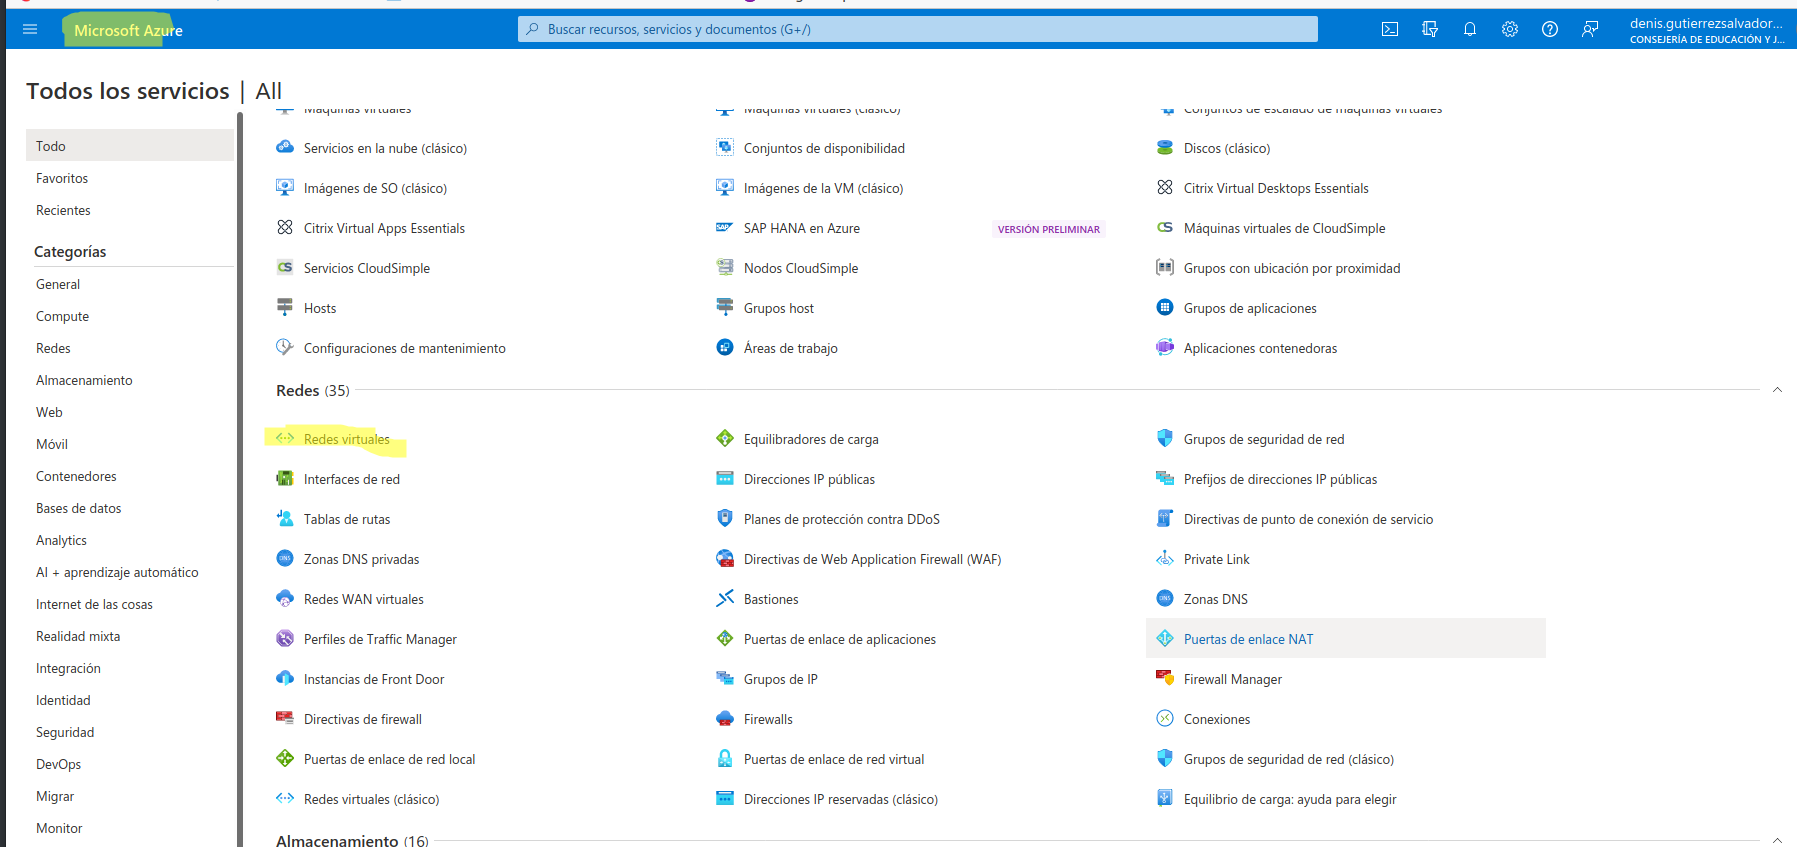 Microsoft Azure
Buscar recursos, servicios y documentos (G+/)
denis.gutierrezsalvador...
CONSEJERÍA DE EDUCACIÓN Y J...
Todos los servicios | All
Todo
Favoritos
Recientes
Categorías
General
Compute
Redes
Almacenamiento
Web
Móvil
Contenedores
Bases de datos
Analytics
AI + aprendizaje automático
Internet de las cosas
Realidad mixta
Integración
Identidad
Seguridad
DevOps
Migrar
Monitor
Máquinas virtuales
Máquinas virtuales (clásico)
Conjuntos de escalado de máquinas virtuales
Servicios en la nube (clásico)
Conjuntos de disponibilidad
Discos (clásico)
Imágenes de SO (clásico)
Imágenes de la VM (clásico)
Citrix Virtual Desktops Essentials
Citrix Virtual Apps Essentials
SAP HANA en Azure
VERSIÓN PRELIMINAR
Máquinas virtuales de CloudSimple
Servicios CloudSimple
Nodos CloudSimple
Grupos con ubicación por proximidad
Hosts
Grupos host
Grupos de aplicaciones
Configuraciones de mantenimiento
Áreas de trabajo
Aplicaciones contenedoras
Redes (35)
Redes virtuales
Equilibradores de carga
Grupos de seguridad de red
Interfaces de red
Direcciones IP públicas
Prefijos de direcciones IP públicas
Tablas de rutas
Planes de protección contra DDoS
Directivas de punto de conexión de servicio
Zonas DNS privadas
Directivas de Web Application Firewall (WAF)
Private Link
Redes WAN virtuales
Bastiones
Zonas DNS
Perfiles de Traffic Manager
Puertas de enlace de aplicaciones
Puertas de enlace NAT
Instancias de Front Door
Grupos de IP
Firewall Manager
Directivas de firewall
Firewalls
Conexiones
Puertas de enlace de red local
Puertas de enlace de red virtual
Grupos de seguridad de red (clásico)
Redes virtuales (clásico)
Direcciones IP reservadas (clásico)
Equilibrio de carga: ayuda para elegir
Almacenamiento (16)